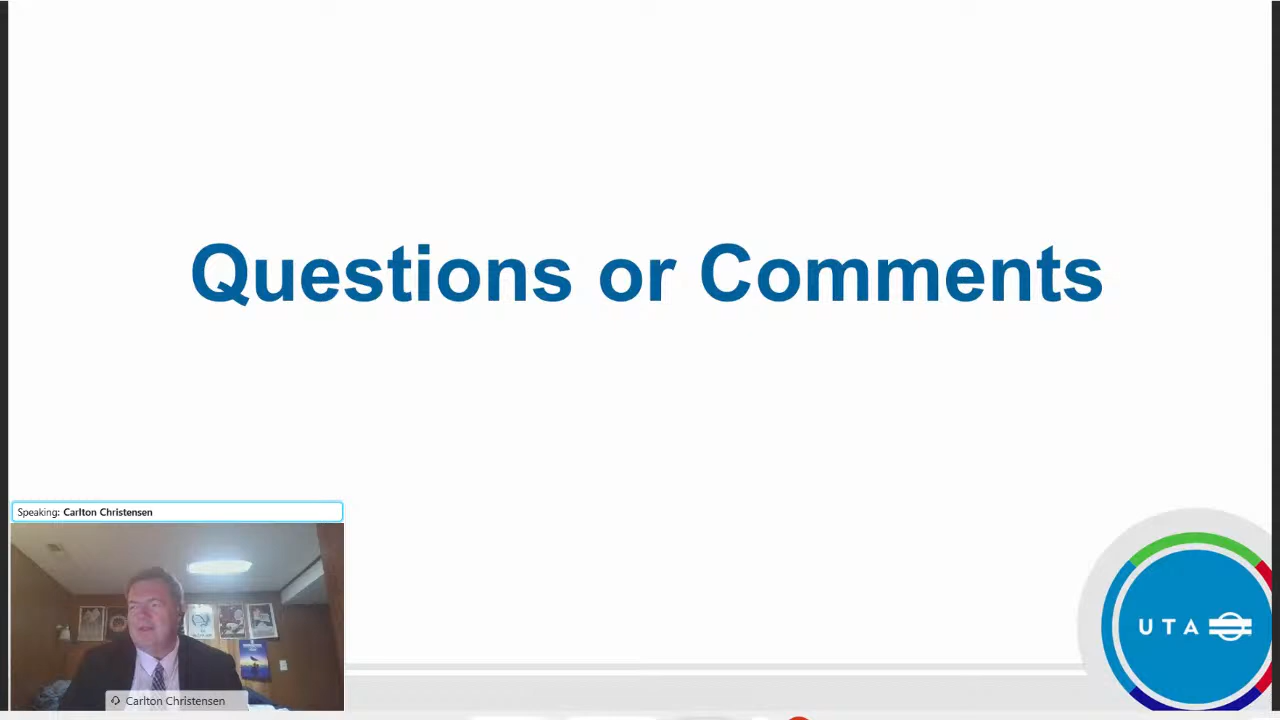 Questions or Comments
Speaking: Carlton Christensen
UTA
Carlton Christensen